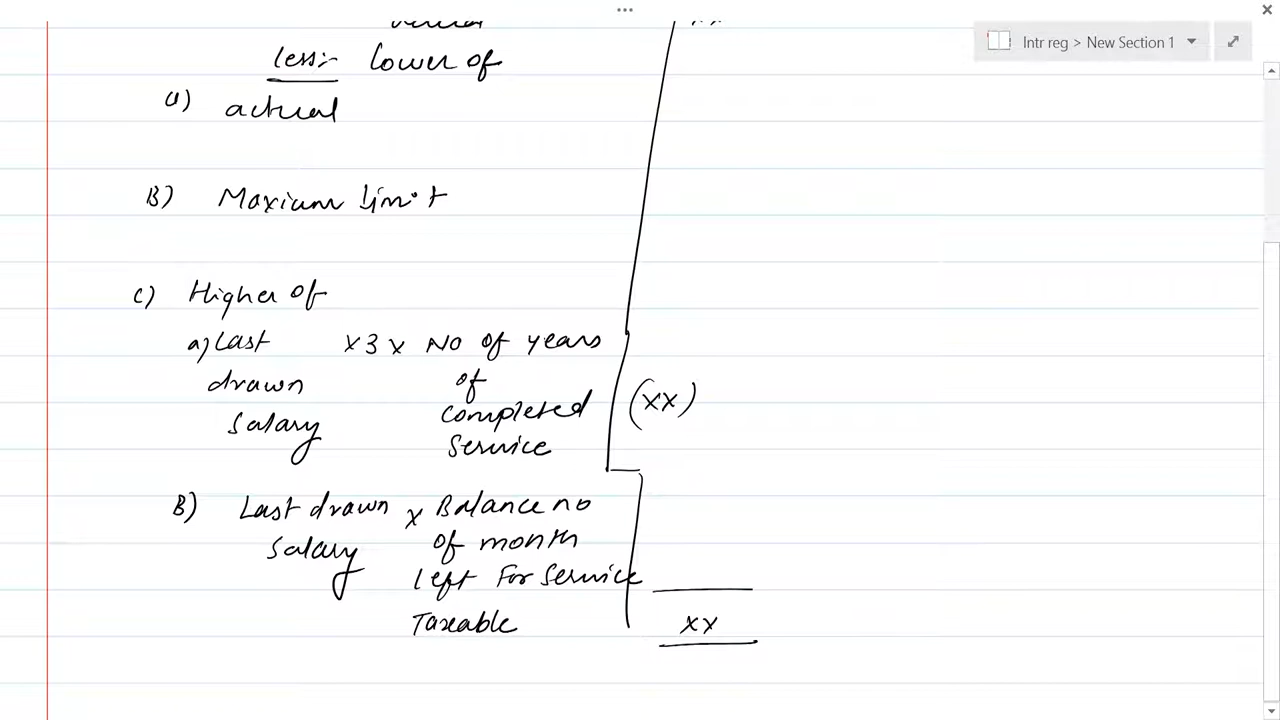 Intr reg > New Section 1
less:- lower of
a) actual
B) Maxium limit
c) Higher of
a) Last x 3 x No of years
drawn of
salary completed
service
B) Last drawn x Balance no
salary of month
left for service
Taxable xx
(xx)